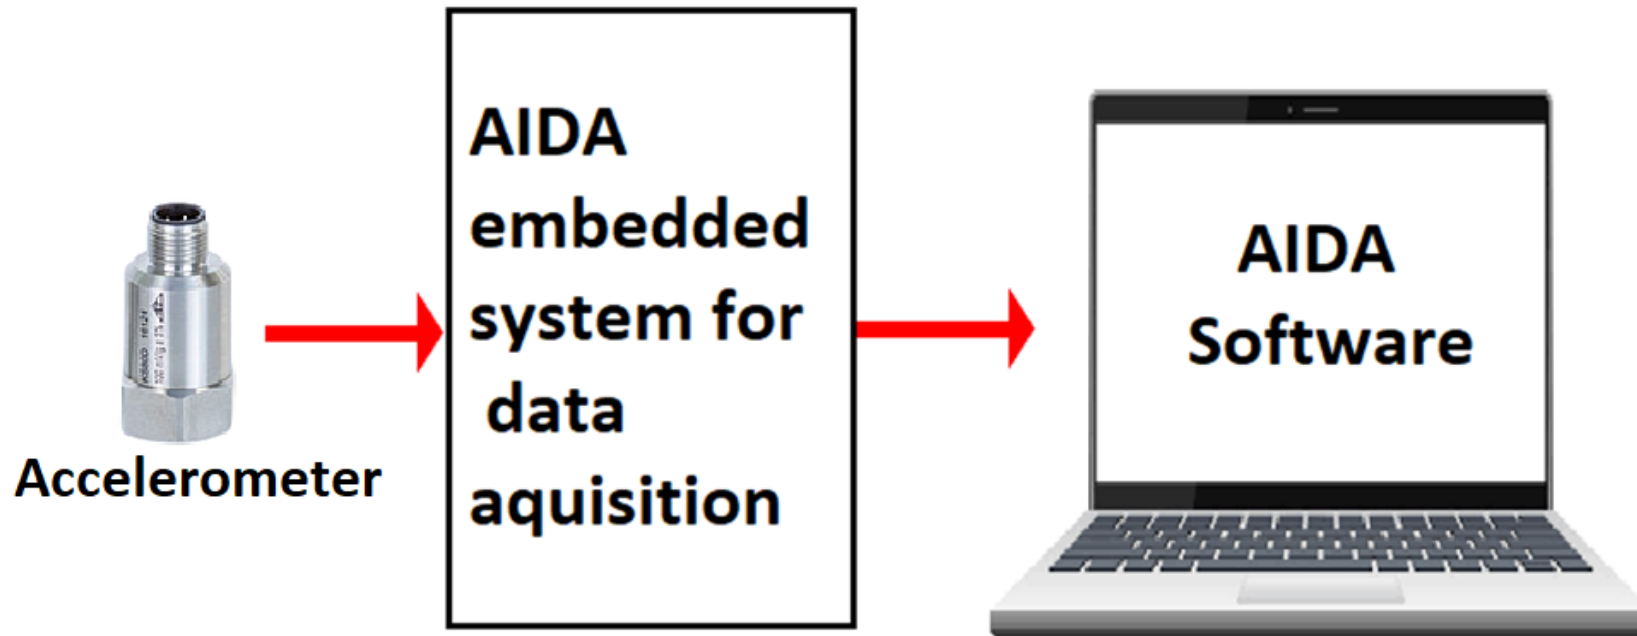 Accelerometer
AIDA
embedded
system for
data
aquisition
AIDA
Software